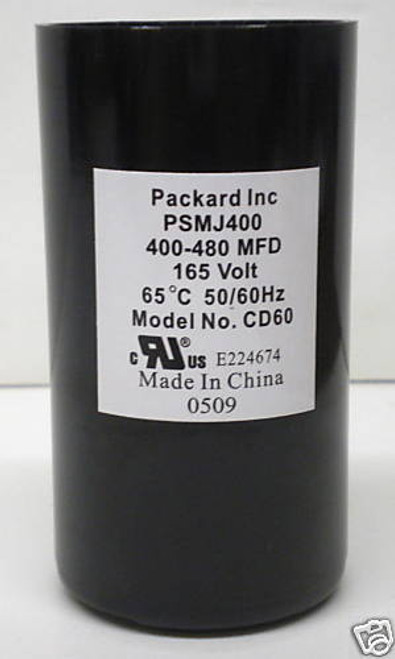 Packard Inc
PSMJ400
400-480 MFD
165 Volt
65°C 50/60Hz
Model No. CD60
c RU® US E224674
Made In China
0509